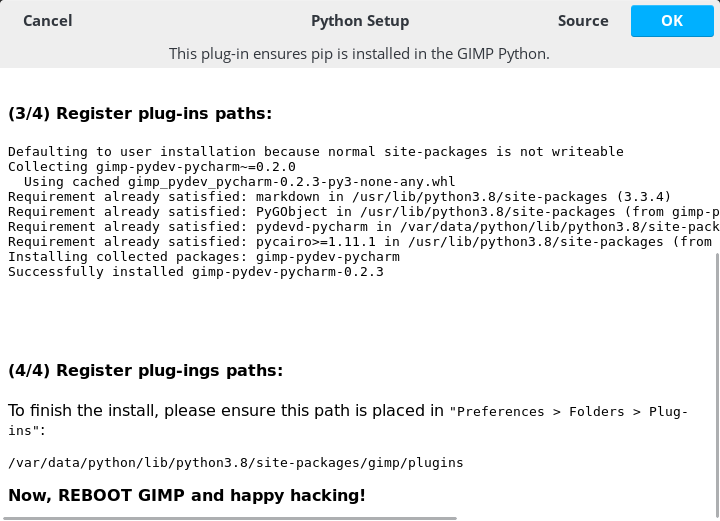 Cancel Python Setup Source OK
This plug-in ensures pip is installed in the GIMP Python.
(3/4) Register plug-ins paths:
Defaulting to user installation because normal site-packages is not writeable
Collecting gimp-pydev-pycharm~=0.2.0
  Using cached gimp_pydev_pycharm-0.2.3-py3-none-any.whl
Requirement already satisfied: markdown in /usr/lib/python3.8/site-packages (3.3.4)
Requirement already satisfied: PyGObject in /usr/lib/python3.8/site-packages (from gimp-p
Requirement already satisfied: pydevd-pycharm in /var/data/python/lib/python3.8/site-pack
Requirement already satisfied: pycairo>=1.11.1 in /usr/lib/python3.8/site-packages (from
Installing collected packages: gimp-pydev-pycharm
Successfully installed gimp-pydev-pycharm-0.2.3
(4/4) Register plug-ings paths:
To finish the install, please ensure this path is placed in "Preferences > Folders > Plug-
ins":
/var/data/python/lib/python3.8/site-packages/gimp/plugins
Now, REBOOT GIMP and happy hacking!